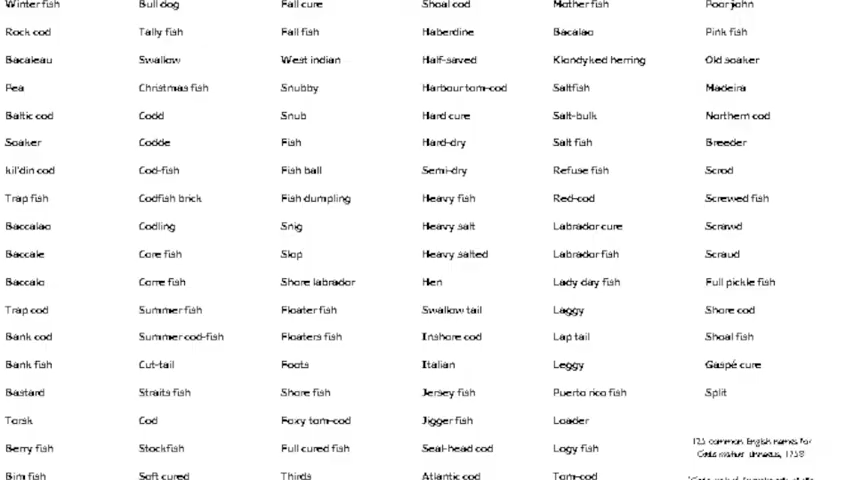 Winter fish
Rock cod
Bacaleau
Pea
Baltic cod
Soaker
kil'din cod
Trap fish
Baccalao
Baccale
Baccalo
Trap cod
Bank cod
Bank fish
Bastard
Torsk
Berry fish
Bim fish
Bull dog
Tally fish
Swallow
Christmas fish
Codd
Codde
Cod-fish
Codfish brick
Codling
Core fish
Corre fish
Summer fish
Summer cod-fish
Cut-tail
Straits fish
Cod
Stockfish
Soft cured
Fall cure
Fall fish
West indian
Snubby
Snub
Fish
Fish ball
Fish dumpling
Snig
Slop
Shore labrador
Floater fish
Floaters fish
Foots
Shore fish
Foxy tom-cod
Full cured fish
Thirds
Shoal cod
Haberdine
Half-saved
Harbour tom-cod
Hard cure
Hard-dry
Semi-dry
Heavy fish
Heavy salt
Heavy salted
Hen
Swallow tail
Inshore cod
Italian
Jersey fish
Jigger fish
Seal-head cod
Atlantic cod
Mother fish
Bacalao
Klondyked herring
Saltfish
Salt-bulk
Salt fish
Refuse fish
Red-cod
Labrador cure
Labrador fish
Lady day fish
Laggy
Lap tail
Leggy
Puerto rico fish
Loader
Logy fish
Tom-cod
Poor john
Pink fish
Old soaker
Madeira
Northern cod
Breeder
Scrod
Screwed fish
Scrawd
Scraud
Full pickle fish
Shore cod
Shoal fish
Gaspé cure
Split
common English names for
1758